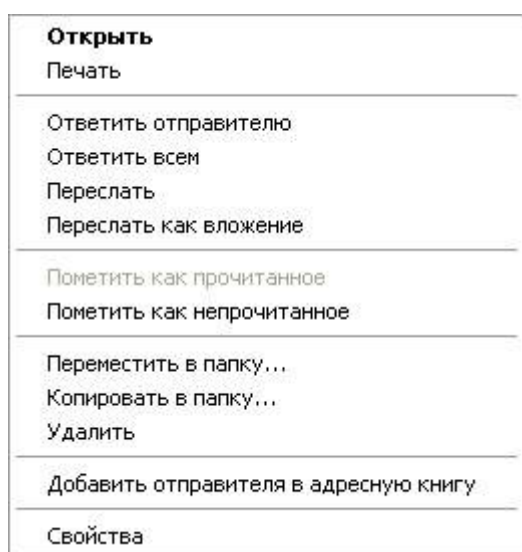 Открыть
Печать
Ответить отправителю
Ответить всем
Переслать
Переслать как вложение
Пометить как прочитанное
Пометить как непрочитанное
Переместить в папку...
Копировать в папку...
Удалить
Добавить отправителя в адресную книгу
Свойства